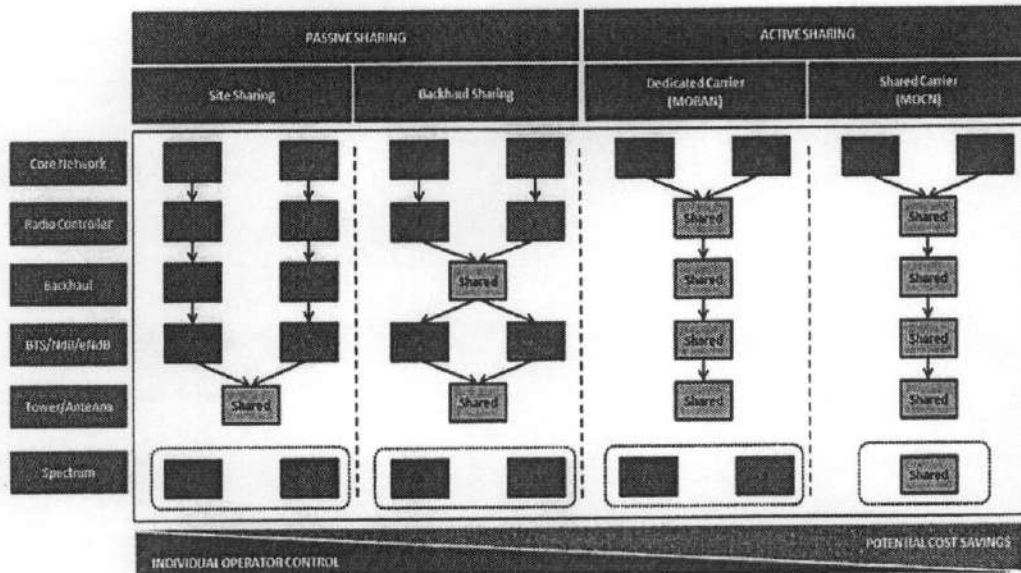 PASSIVE SHARING
ACTIVE SHARING
Site Sharing
Backhaul Sharing
Dedicated Carrier
(MORAN)
Shared Carrier
(MOCN)
Core Network
Radio Controller
Shared
Shared
Backhaul
Shared
Shared
Shared
BTS/NdB/eNdB
Shared
Shared
Tower/Antenna
Shared
Shared
Shared
Shared
Spectrum
Shared
POTENTIAL COST SAVINGS
INDIVIDUAL OPERATOR CONTROL